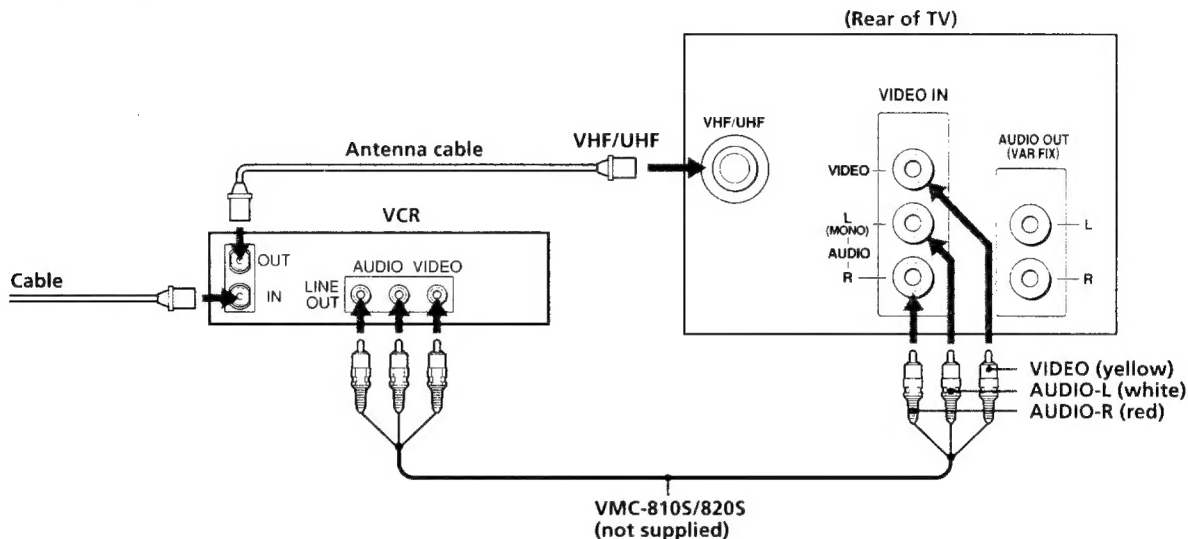 (Rear of TV)
VIDEO IN
VHF/UHF
AUDIO OUT
(VAR FIX)
VHF/UHF
Antenna cable
VIDEO
VCR
L
(MONO)
AUDIO
R
L
R
Cable
OUT
IN
AUDIO VIDEO
LINE
OUT
VIDEO (yellow)
AUDIO-L (white)
AUDIO-R (red)
VMC-810S/820S
(not supplied)